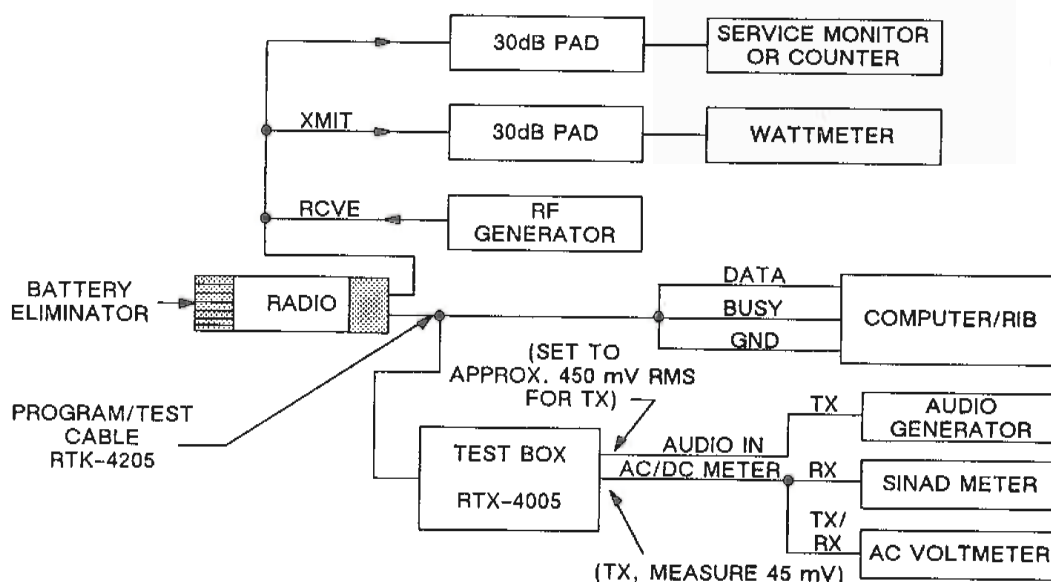 30dB PAD
SERVICE MONITOR
OR COUNTER
XMIT
30dB PAD
WATTMETER
RCVE
RF
GENERATOR
BATTERY
ELIMINATOR
RADIO
DATA
BUSY
GND
COMPUTER/RIB
(SET TO
APPROX. 450 mV RMS
FOR TX)
PROGRAM/TEST
CABLE
RTK-4205
TEST BOX
RTX-4005
AUDIO IN
AC/DC METER
TX
AUDIO
GENERATOR
RX
SINAD METER
TX/
RX
AC VOLTMETER
(TX, MEASURE 45 mV)